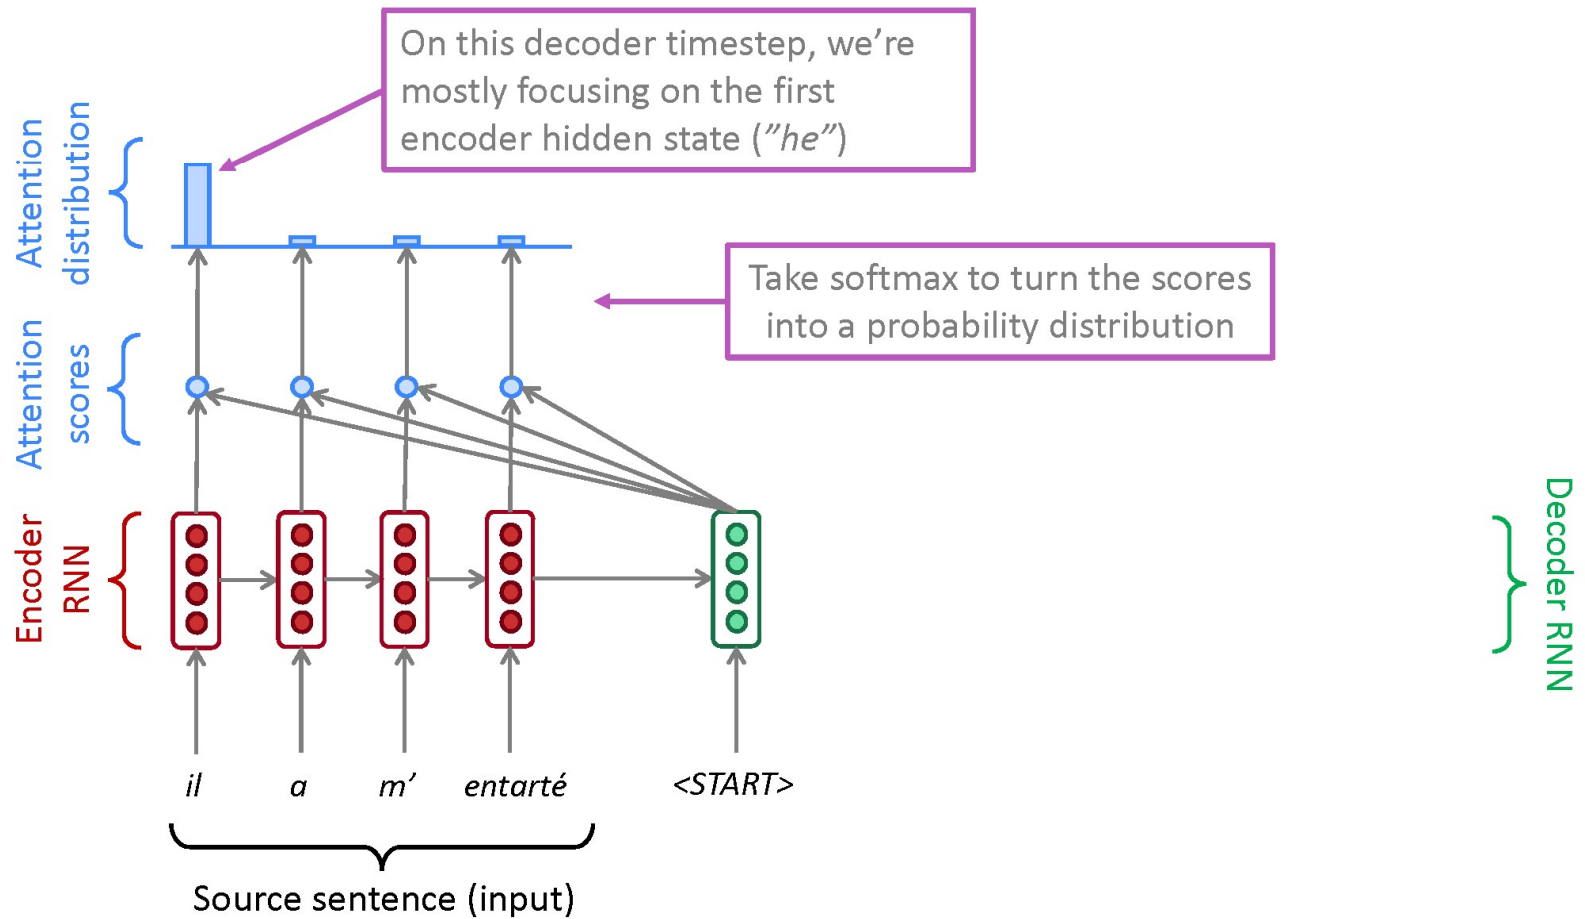 On this decoder timestep, we’re
mostly focusing on the first
encoder hidden state (”he”)
Attention
distribution
Take softmax to turn the scores
into a probability distribution
Attention
scores
Encoder
RNN
Decoder RNN
il a m’ entarté <START>
Source sentence (input)